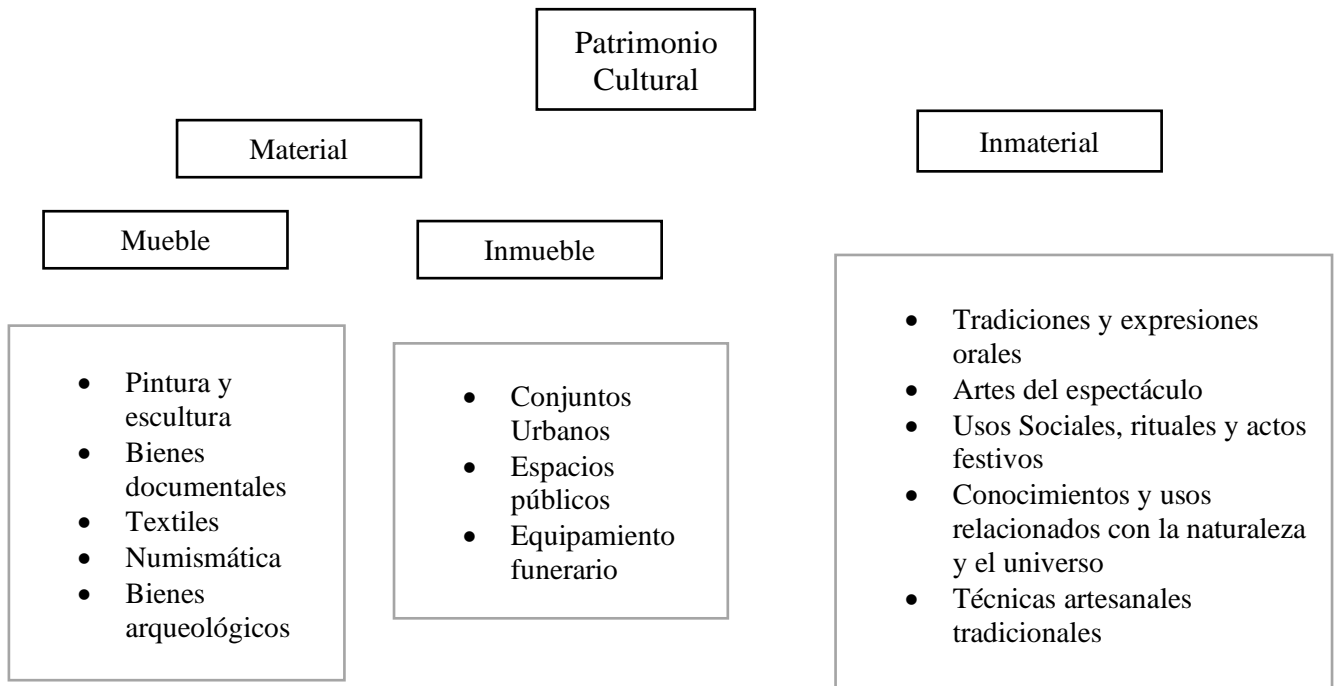 Patrimonio
Cultural
Material
Inmaterial
Mueble
Inmueble
• Pintura y
escultura
• Bienes
documentales
• Textiles
• Numismática
• Bienes
arqueológicos
• Conjuntos
Urbanos
• Espacios
públicos
• Equipamiento
funerario
• Tradiciones y expresiones
orales
• Artes del espectáculo
• Usos Sociales, rituales y actos
festivos
• Conocimientos y usos
relacionados con la naturaleza
y el universo
• Técnicas artesanales
tradicionales